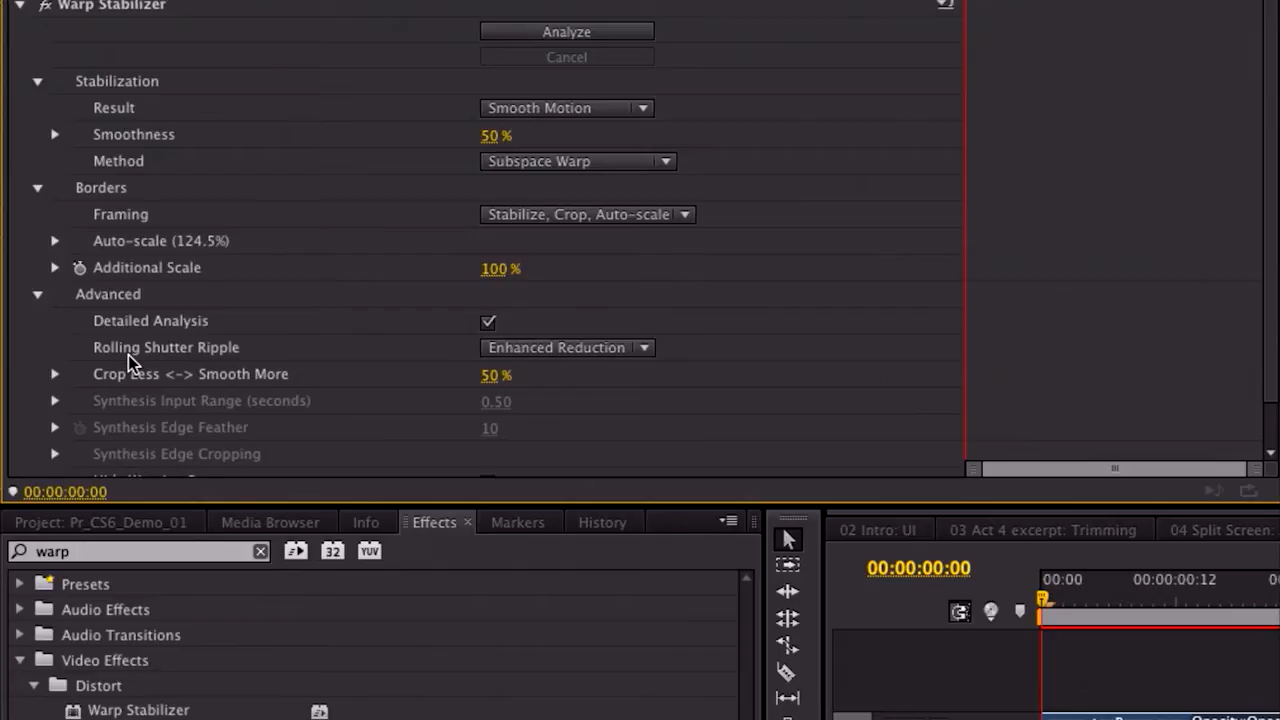 fx Warp Stabilizer
Analyze
Cancel
Stabilization
Result Smooth Motion
Smoothness 50 %
Method Subspace Warp
Borders
Framing Stabilize, Crop, Auto-scale
Auto-scale (124.5%)
Additional Scale 100 %
Advanced
Detailed Analysis
Rolling Shutter Ripple Enhanced Reduction
Crop Less <-> Smooth More 50 %
Synthesis Input Range (seconds) 0.50
Synthesis Edge Feather 10
Synthesis Edge Cropping
00:00:00:00
Project: Pr_CS6_Demo_01 Media Browser Info Effects × Markers History
02 Intro: UI 03 Act 4 excerpt: Trimming 04 Split Screen:
warp 32 YUV
00:00:00:00
00:00 00:00:00:12
Presets
Audio Effects
Audio Transitions
Video Effects
Distort
Warp Stabilizer